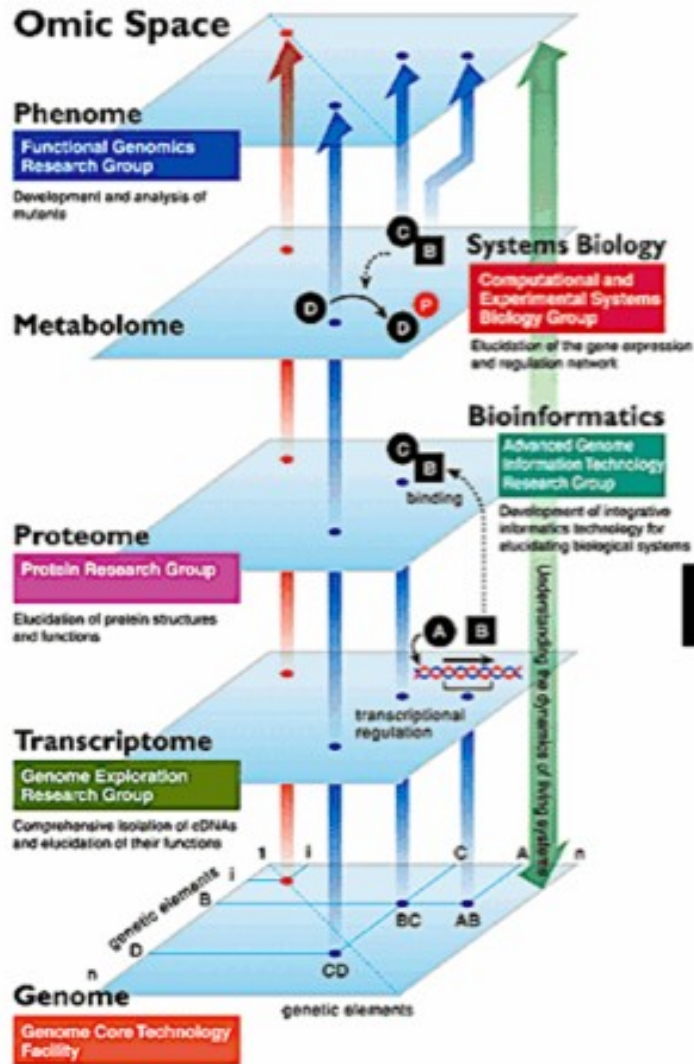 Omic Space
Phenome
Functional Genomics
Research Group
Development and analysis of
mutants
C
B
Systems Biology
Computational and
Experimental Systems
Biology Group
Elucidation of the gene expression
and regulation network
D
D
P
Metabolome
C
B
binding
Bioinformatics
Advanced Genome
Information Technology
Research Group
Development of integrative
informatics technology for
elucidating biological systems
Proteome
Protein Research Group
Elucidation of protein structures
and functions
A
B
transcriptional
regulation
Understanding the dynamics of living systems
Transcriptome
Genome Exploration
Research Group
Comprehensive isolation of cDNAs
and elucidation of their functions
1
i
C
A
n
i
genetic elements
B
D
n
BC
AB
CD
genetic elements
Genome
Genome Core Technology
Facility